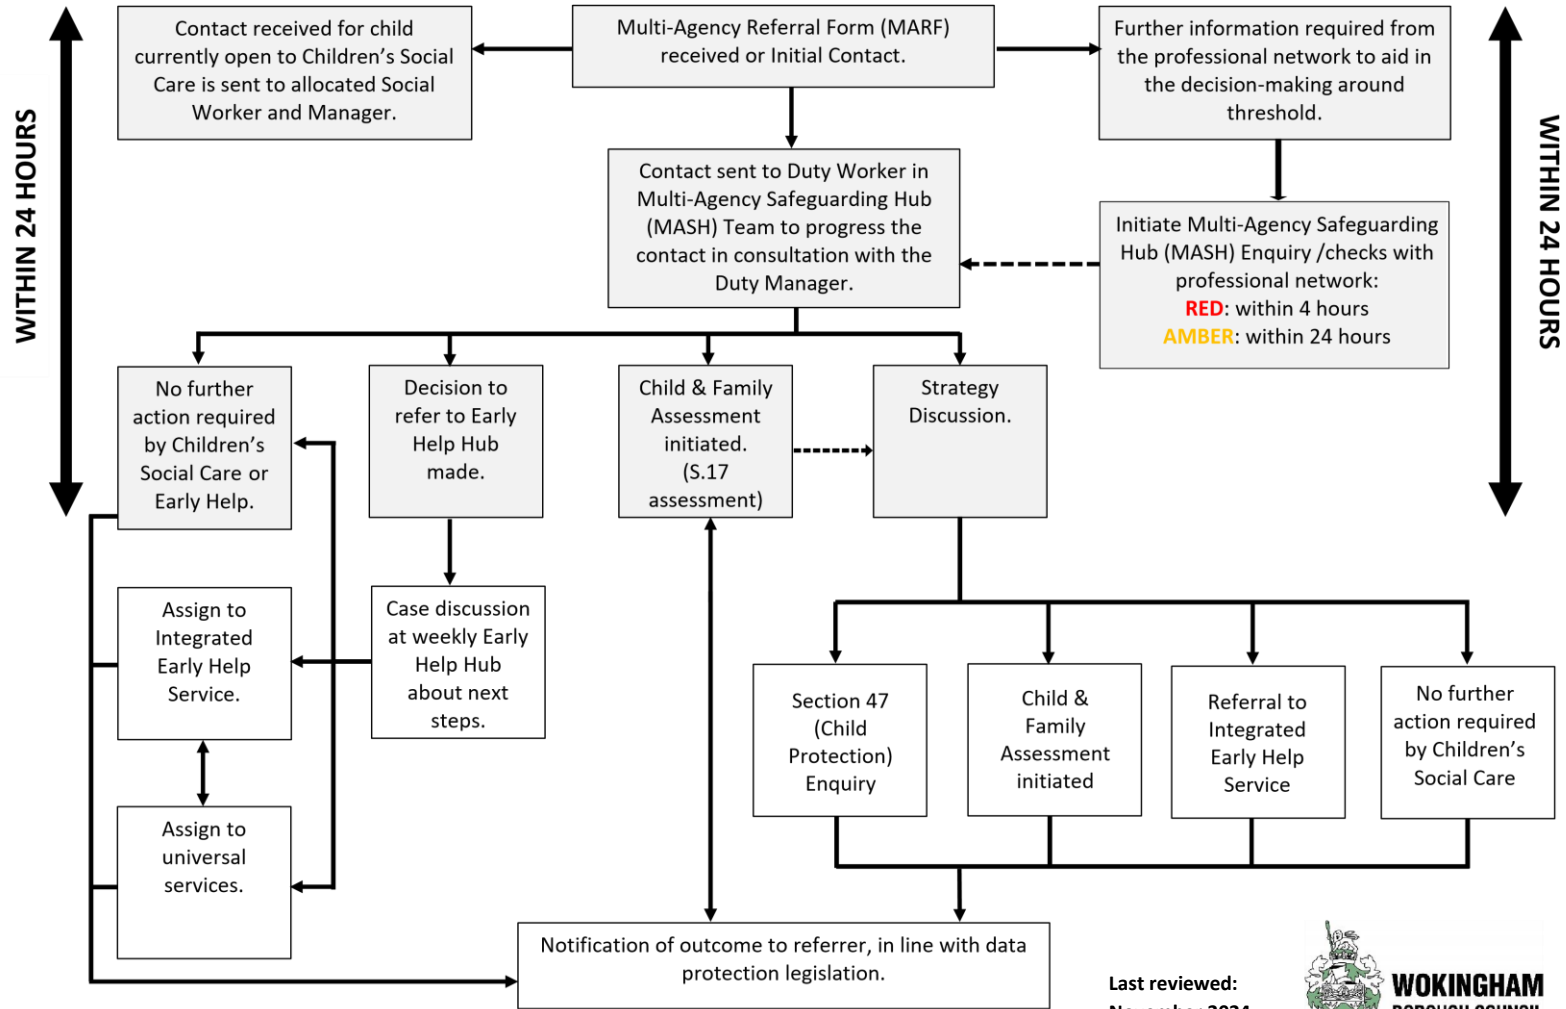 WITHIN 24 HOURS
Contact received for child
currently open to Children’s Social
Care is sent to allocated Social
Worker and Manager.
Multi-Agency Referral Form (MARF)
received or Initial Contact.
Further information required from
the professional network to aid in
the decision-making around
threshold.
WITHIN 24 HOURS
Contact sent to Duty Worker in
Multi-Agency Safeguarding Hub
(MASH) Team to progress the
contact in consultation with the
Duty Manager.
Initiate Multi-Agency Safeguarding
Hub (MASH) Enquiry /checks with
professional network:
RED: within 4 hours
AMBER: within 24 hours
No further
action required
by Children’s
Social Care or
Early Help.
Decision to
refer to Early
Help Hub
made.
Child & Family
Assessment
initiated.
(S.17
assessment)
Strategy
Discussion.
Assign to
Integrated
Early Help
Service.
Case discussion
at weekly Early
Help Hub
about next
steps.
Section 47
(Child
Protection)
Enquiry
Child &
Family
Assessment
initiated
Referral to
Integrated
Early Help
Service
No further
action required
by Children’s
Social Care
Assign to
universal
services.
Notification of outcome to referrer, in line with data
protection legislation.
Last reviewed:
November 2024
WOKINGHAM
BOROUGH COUNCIL